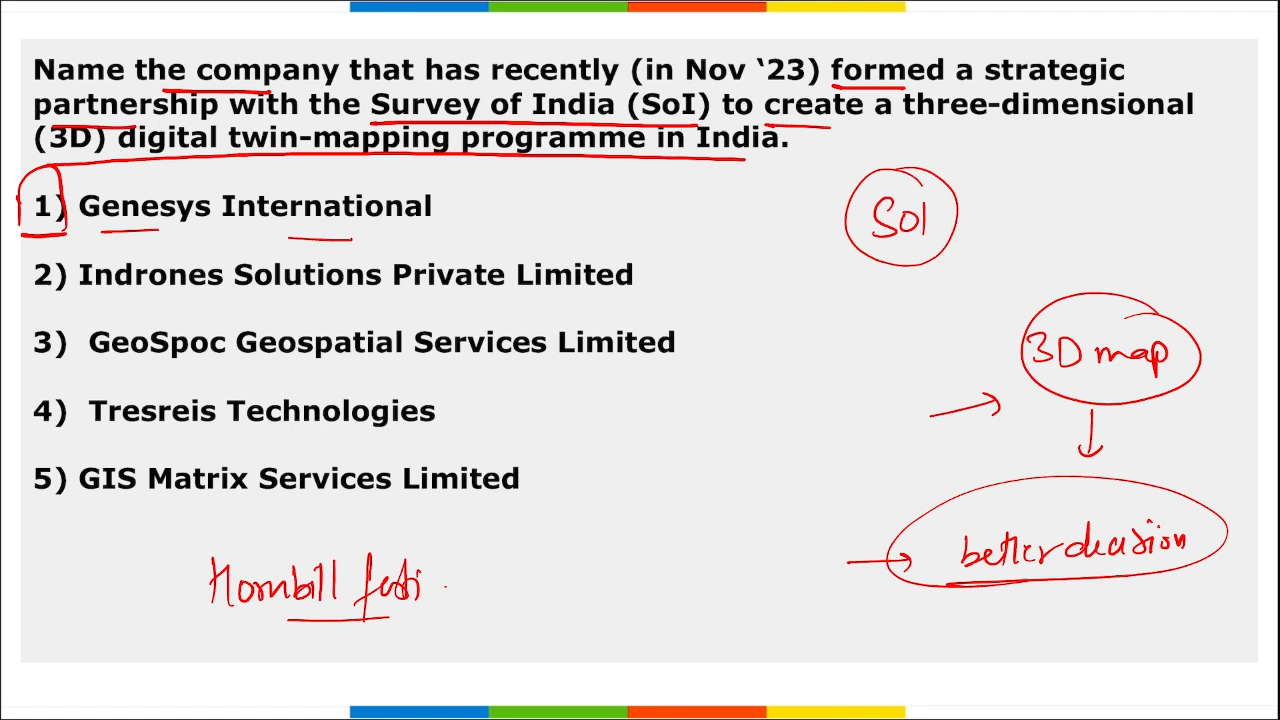 Name the company that has recently (in Nov ‘23) formed a strategic
partnership with the Survey of India (SoI) to create a three-dimensional
(3D) digital twin-mapping programme in India.
1) Genesys International
SoI
2) Indrones Solutions Private Limited
3) GeoSpoc Geospatial Services Limited
3D map
4) Tresreis Technologies
5) GIS Matrix Services Limited
better decision
Hornbill festi